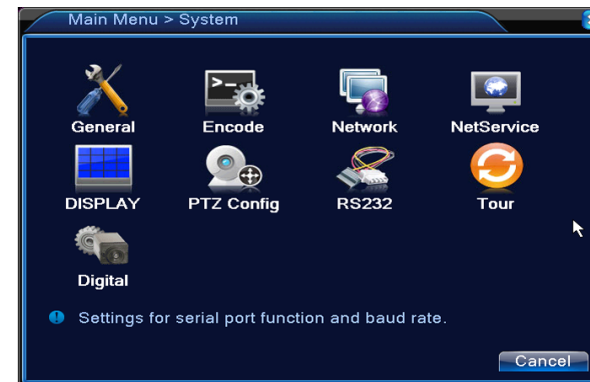 Main Menu > System
General Encode Network NetService
DISPLAY PTZ Config RS232 Tour
Digital
Settings for serial port function and baud rate.
Cancel